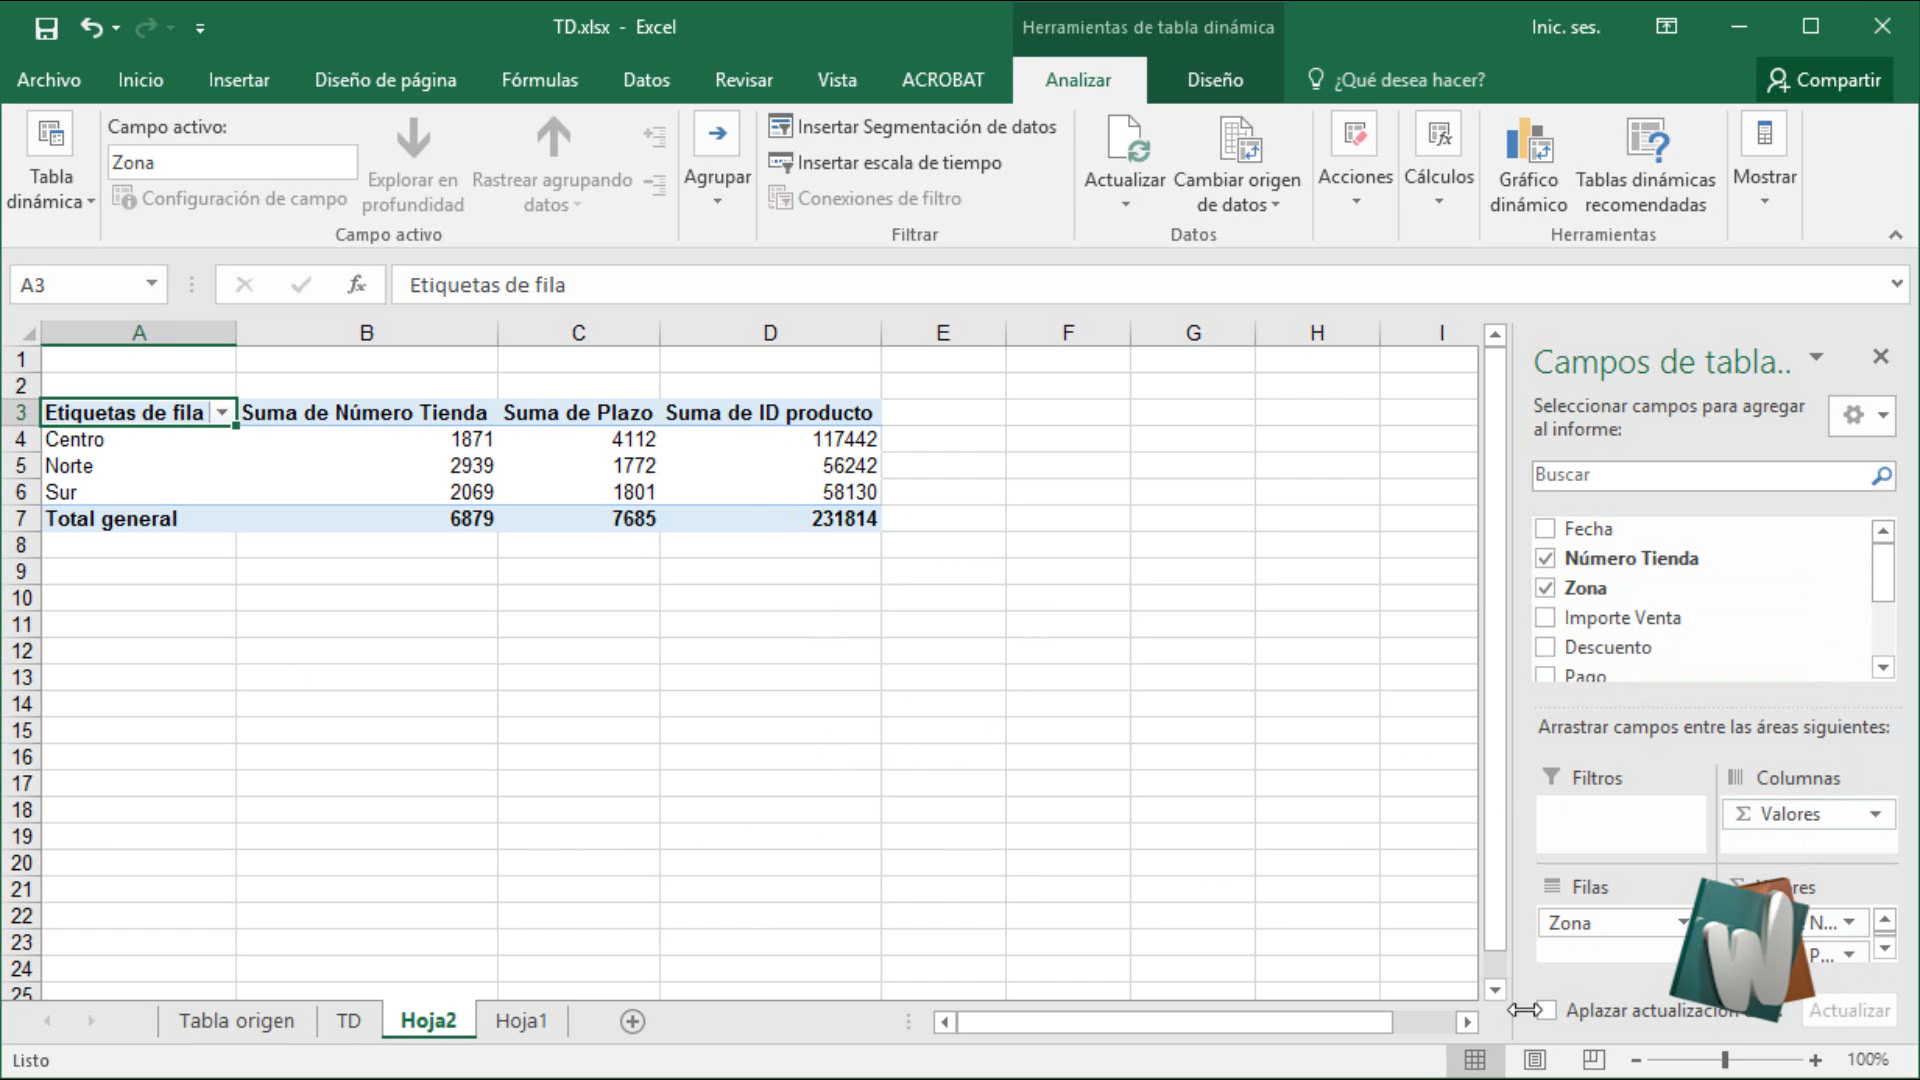 TD.xlsx - Excel
Herramientas de tabla dinámica
Inic. ses.
Archivo Inicio Insertar Diseño de página Fórmulas Datos Revisar Vista ACROBAT Analizar Diseño ¿Qué desea hacer? Compartir
Tabla dinámica
Campo activo:
Zona
Configuración de campo
Explorar en profundidad
Rastrear agrupando datos
Campo activo
Agrupar
Insertar Segmentación de datos
Insertar escala de tiempo
Conexiones de filtro
Filtrar
Actualizar
Cambiar origen de datos
Datos
Acciones
Cálculos
Gráfico dinámico
Tablas dinámicas recomendadas
Herramientas
Mostrar
A3 fx Etiquetas de fila
A B C D E F G H I
1
2
3 Etiquetas de fila Suma de Número Tienda Suma de Plazo Suma de ID producto
4 Centro 1871 4112 117442
5 Norte 2939 1772 56242
6 Sur 2069 1801 58130
7 Total general 6879 7685 231814
8
9
10
11
12
13
14
15
16
17
18
19
20
21
22
23
24
25
Campos de tabla..
Seleccionar campos para agregar
al informe:
Buscar
Fecha
Número Tienda
Zona
Importe Venta
Descuento
Pago
Arrastrar campos entre las áreas siguientes:
Filtros
Columnas
Σ Valores
Filas
Zona
N...
P...
Aplazar actualización
Actualizar
Tabla origen TD Hoja2 Hoja1
Listo
100%